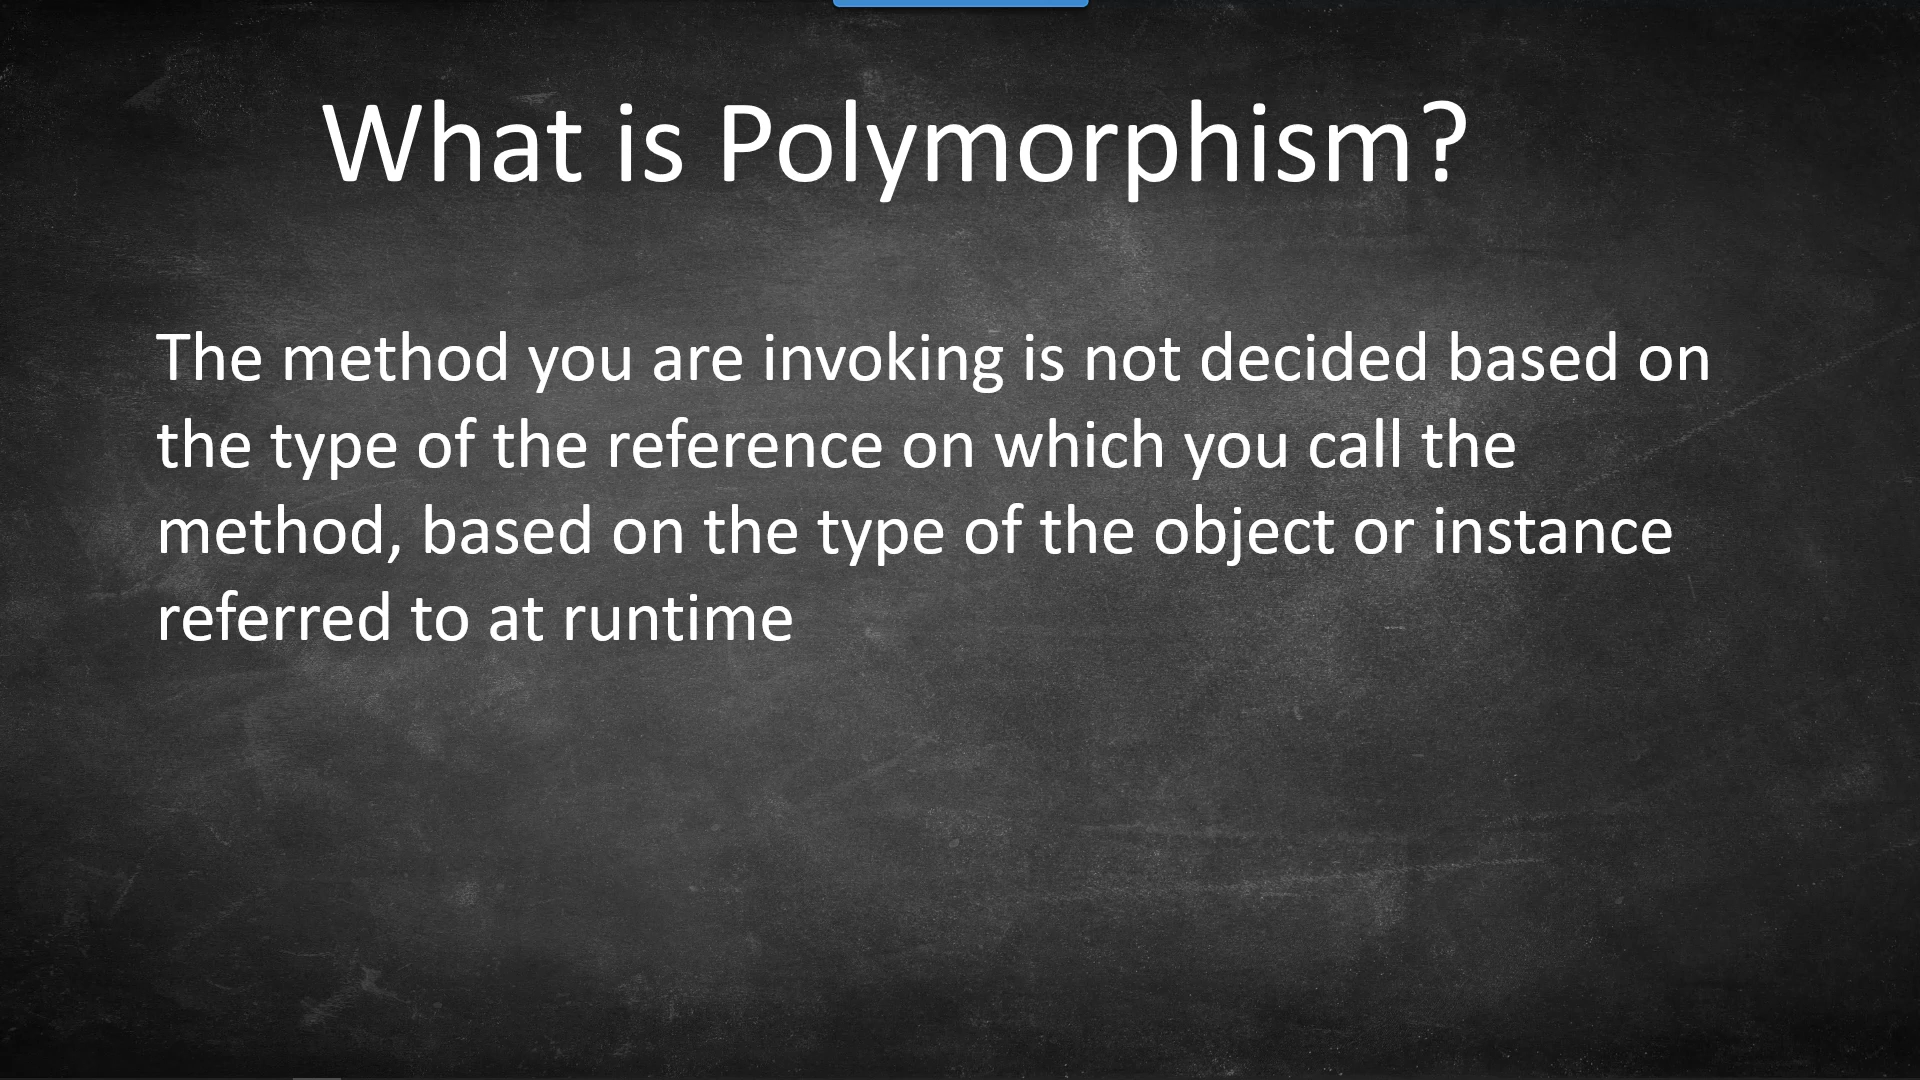 What is Polymorphism?
The method you are invoking is not decided based on
the type of the reference on which you call the
method, based on the type of the object or instance
referred to at runtime